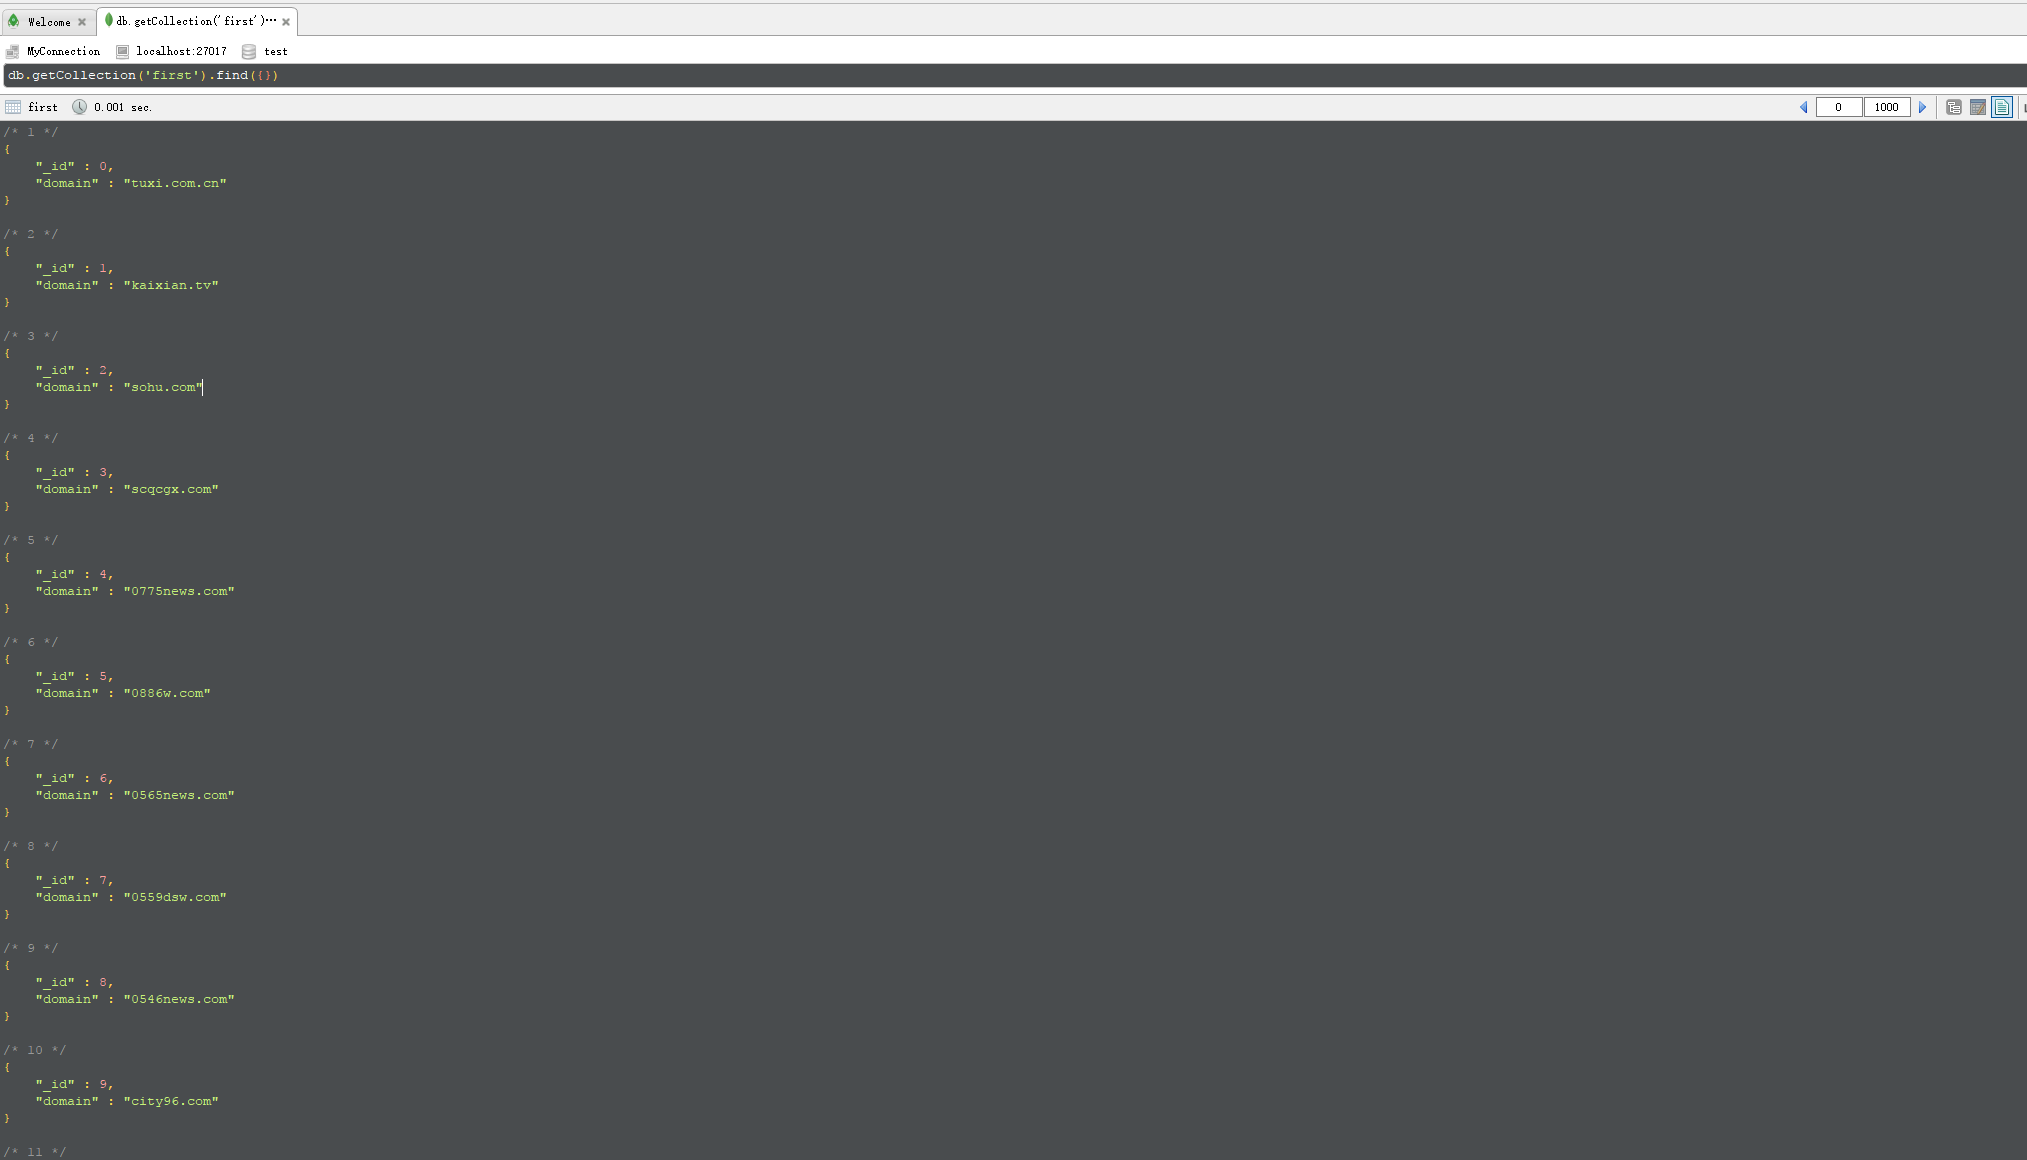 Welcome
db.getCollection('first')···
MyConnection localhost:27017 test
db.getCollection('first').find({})
first 0.001 sec. 0 1000
/* 1 */
{
"_id" : 0,
"domain" : "tuxi.com.cn"
}
/* 2 */
{
"_id" : 1,
"domain" : "kaixian.tv"
}
/* 3 */
{
"_id" : 2,
"domain" : "sohu.com"
}
/* 4 */
{
"_id" : 3,
"domain" : "scqcgx.com"
}
/* 5 */
{
"_id" : 4,
"domain" : "0775news.com"
}
/* 6 */
{
"_id" : 5,
"domain" : "0886w.com"
}
/* 7 */
{
"_id" : 6,
"domain" : "0565news.com"
}
/* 8 */
{
"_id" : 7,
"domain" : "0559dsw.com"
}
/* 9 */
{
"_id" : 8,
"domain" : "0546news.com"
}
/* 10 */
{
"_id" : 9,
"domain" : "city96.com"
}
/* 11 */